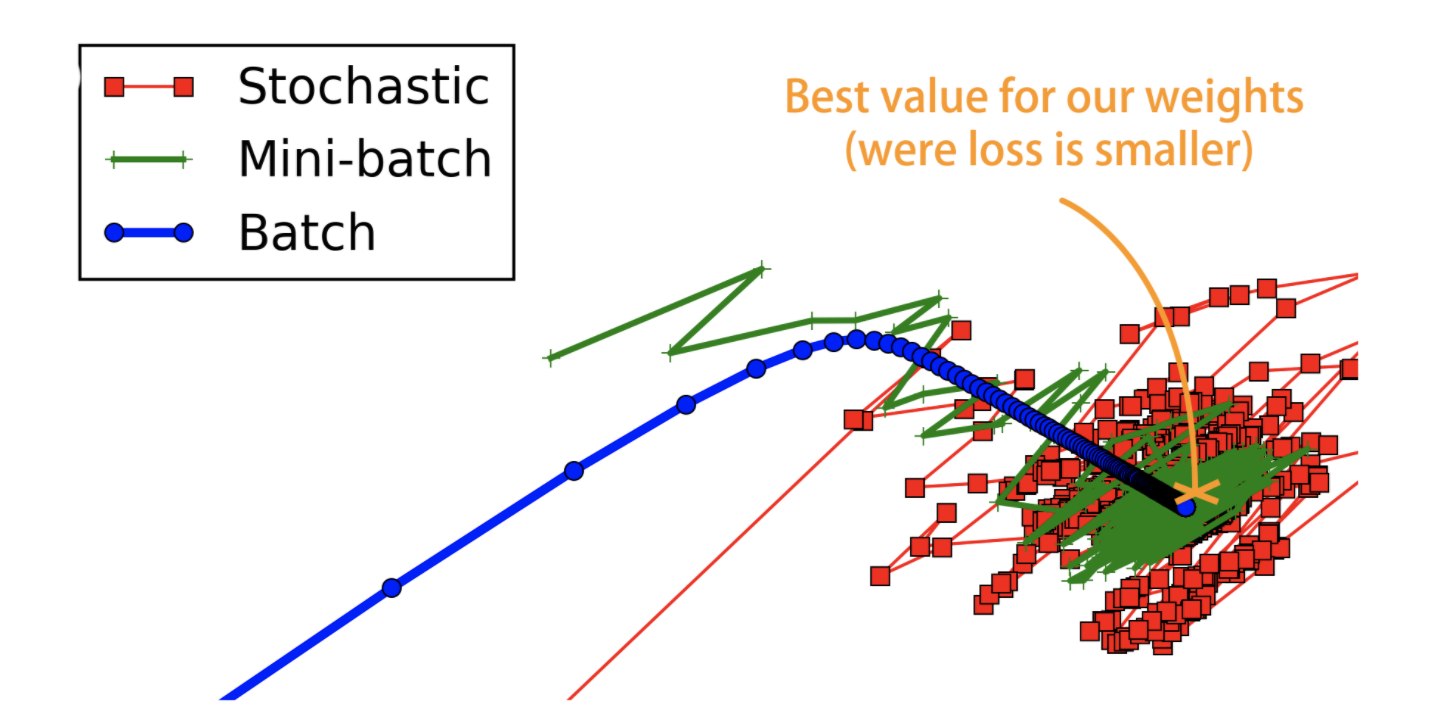 Stochastic
Mini-batch
Batch
Best value for our weights
(were loss is smaller)